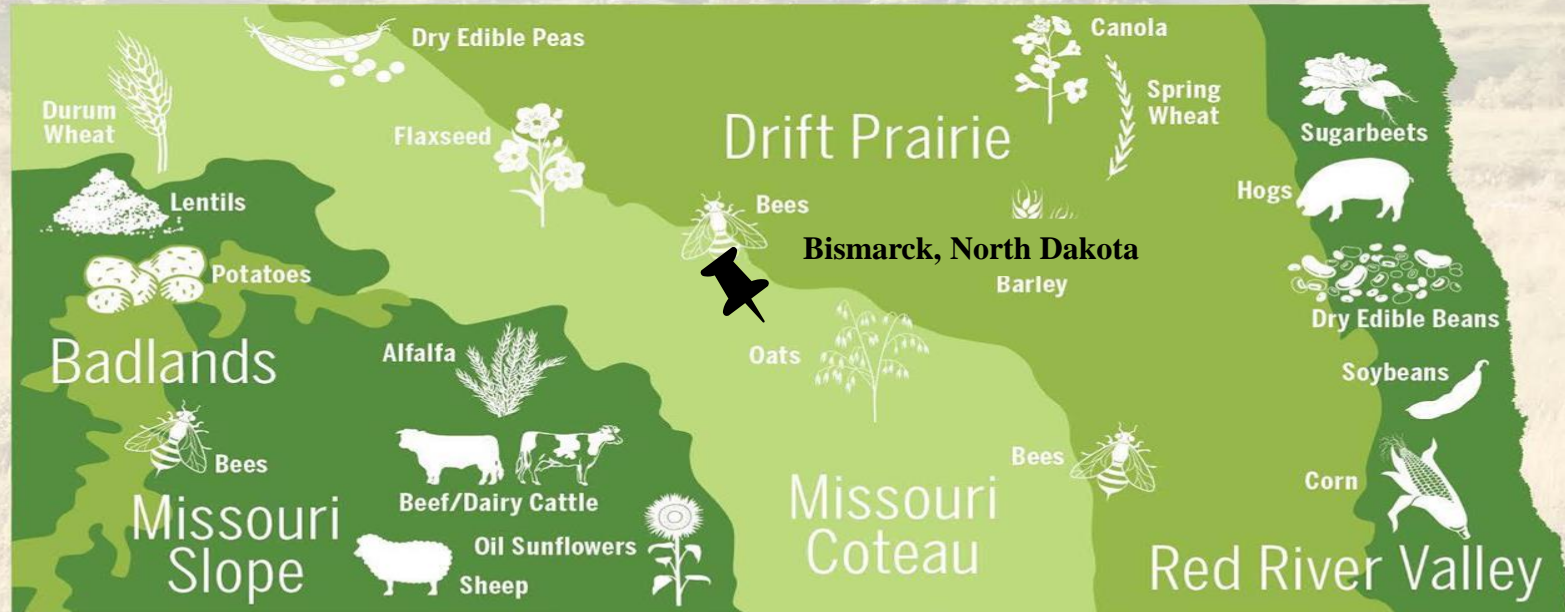 Dry Edible Peas
Canola
Durum
Wheat
Flaxseed
Drift Prairie
Spring
Wheat
Sugarbeets
Lentils
Bees
Hogs
Bismarck, North Dakota
Potatoes
Barley
Dry Edible Beans
Badlands
Alfalfa
Oats
Soybeans
Bees
Bees
Corn
Beef/Dairy Cattle
Missouri
Slope
Missouri
Coteau
Oil Sunflowers
Sheep
Red River Valley